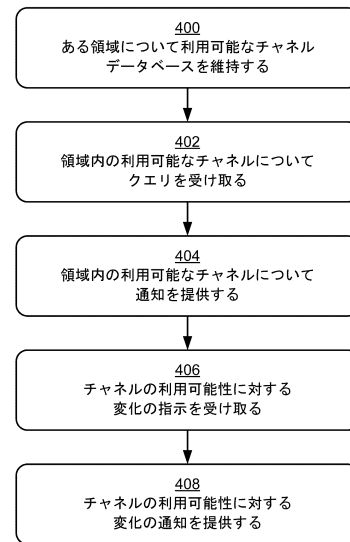 400
ある領域について利用可能なチャネル
データベースを維持する
402
領域内の利用可能なチャネルについて
クエリを受け取る
404
領域内の利用可能なチャネルについて
通知を提供する
406
チャネルの利用可能性に対する
変化の指示を受け取る
408
チャネルの利用可能性に対する
変化の通知を提供する